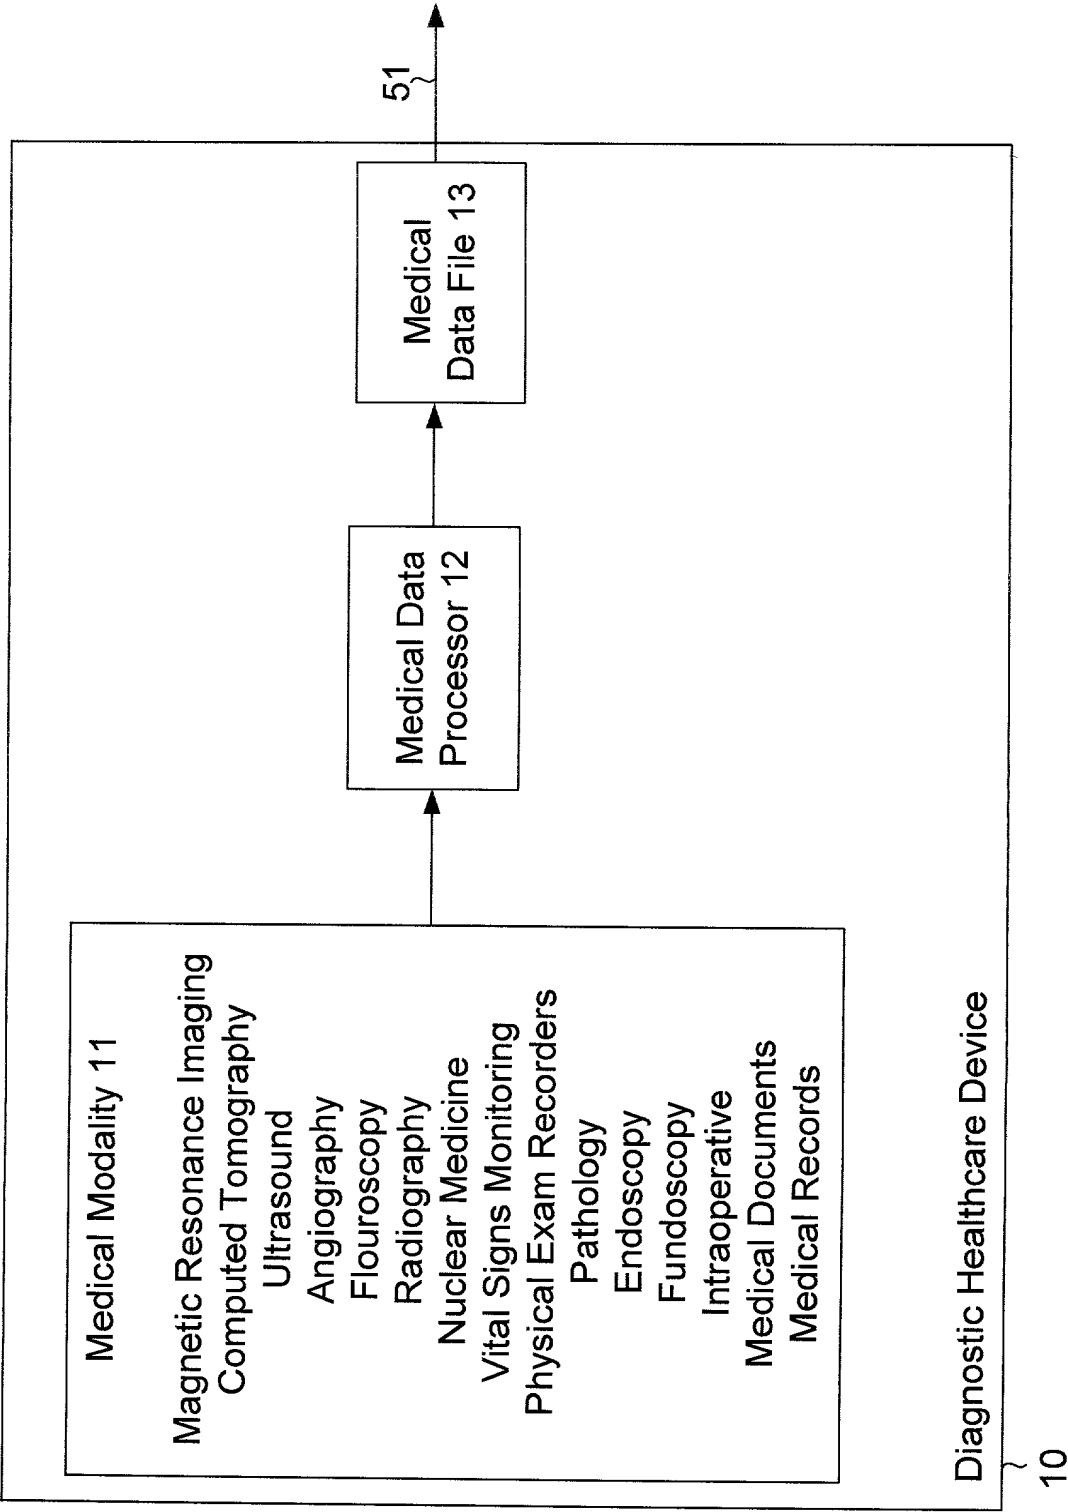 Medical Modality 11
Magnetic Resonance Imaging
Computed Tomography
Ultrasound
Angiography
Flouroscopy
Radiography
Nuclear Medicine
Vital Signs Monitoring
Physical Exam Recorders
Pathology
Endoscopy
Fundoscopy
Intraoperative
Medical Documents
Medical Records
Medical Data
Processor 12
Medical
Data File 13
51
Diagnostic Healthcare Device
10